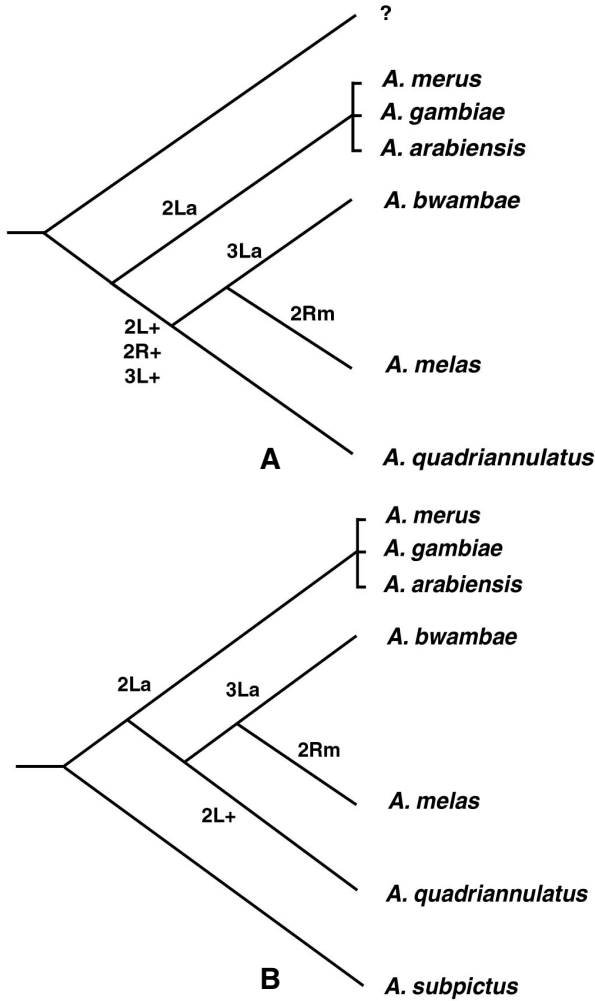 ?
A. merus
A. gambiae
A. arabiensis
2La
A. bwambae
3La
2Rm
2L+
2R+
3L+
A. melas
A
A. quadriannulatus
A. merus
A. gambiae
A. arabiensis
A. bwambae
2La
3La
2Rm
A. melas
2L+
A. quadriannulatus
B
A. subpictus